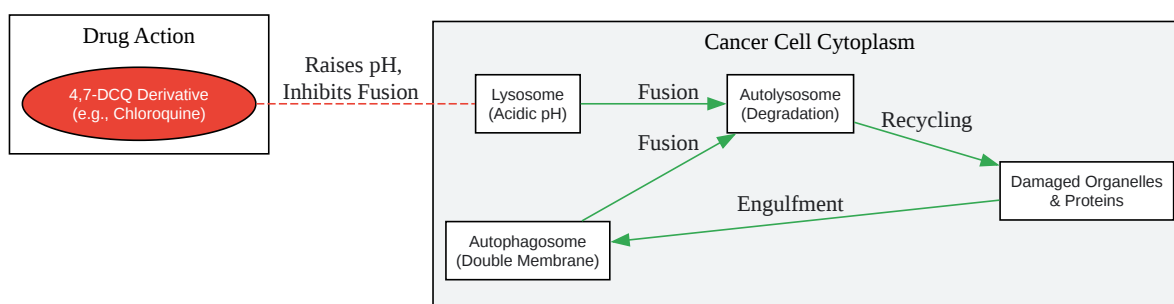 Drug Action
4,7-DCQ Derivative
(e.g., Chloroquine)
Raises pH,
Inhibits Fusion
Cancer Cell Cytoplasm
Lysosome
(Acidic pH)
Fusion
Autolysosome
(Degradation)
Recycling
Fusion
Damaged Organelles
& Proteins
Engulfment
Autophagosome
(Double Membrane)